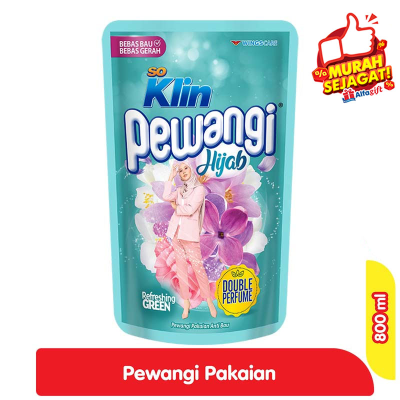 BEBAS BAU
BEBAS GERAH
WINGS CARE
SO
Klin
Pewangi
Hijab
Refreshing
GREEN
DOUBLE
PERFUME
Pewangi Pakaian Anti Bau
MURAH
SEJAGAT!
Alfagift
800 ml
Pewangi Pakaian